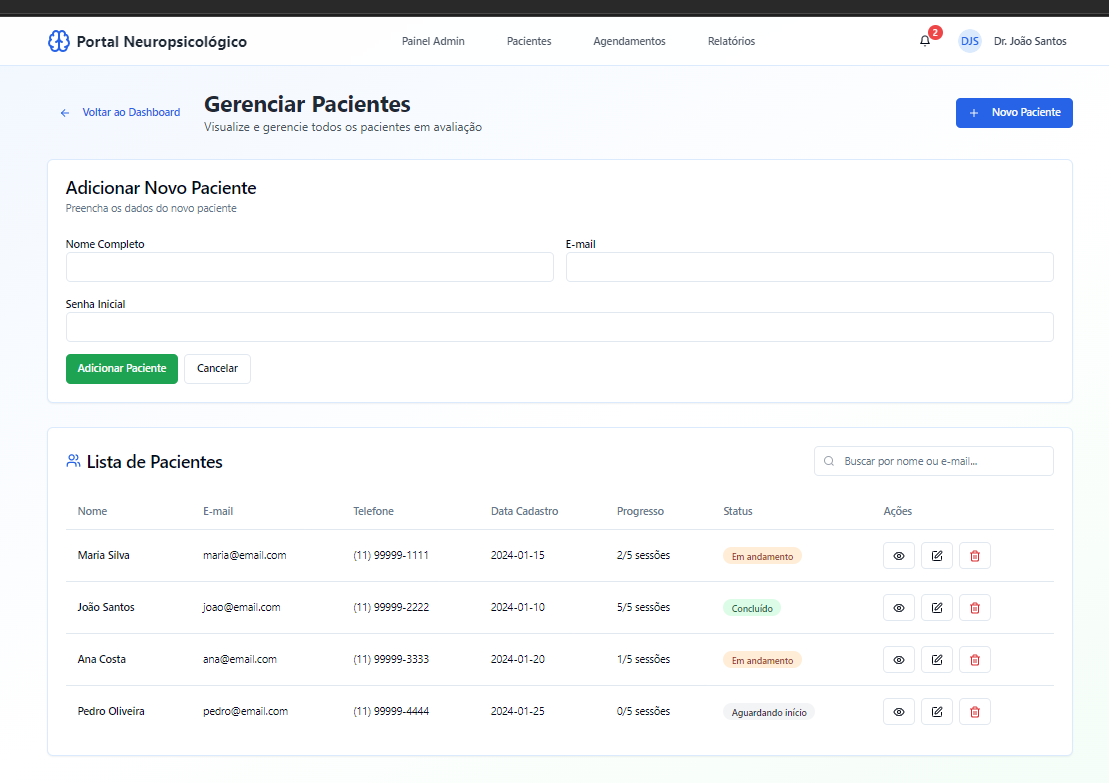 Portal Neuropsicológico Painel Admin Pacientes Agendamentos Relatórios 2 DJS Dr. João Santos
Voltar ao Dashboard
Gerenciar Pacientes
Visualize e gerencie todos os pacientes em avaliação
+ Novo Paciente
Adicionar Novo Paciente
Preencha os dados do novo paciente
Nome Completo E-mail
Senha Inicial
Adicionar Paciente Cancelar
Lista de Pacientes Buscar por nome ou e-mail...
Nome E-mail Telefone Data Cadastro Progresso Status Ações
Maria Silva maria@email.com (11) 99999-1111 2024-01-15 2/5 sessões Em andamento
João Santos joao@email.com (11) 99999-2222 2024-01-10 5/5 sessões Concluído
Ana Costa ana@email.com (11) 99999-3333 2024-01-20 1/5 sessões Em andamento
Pedro Oliveira pedro@email.com (11) 99999-4444 2024-01-25 0/5 sessões Aguardando início